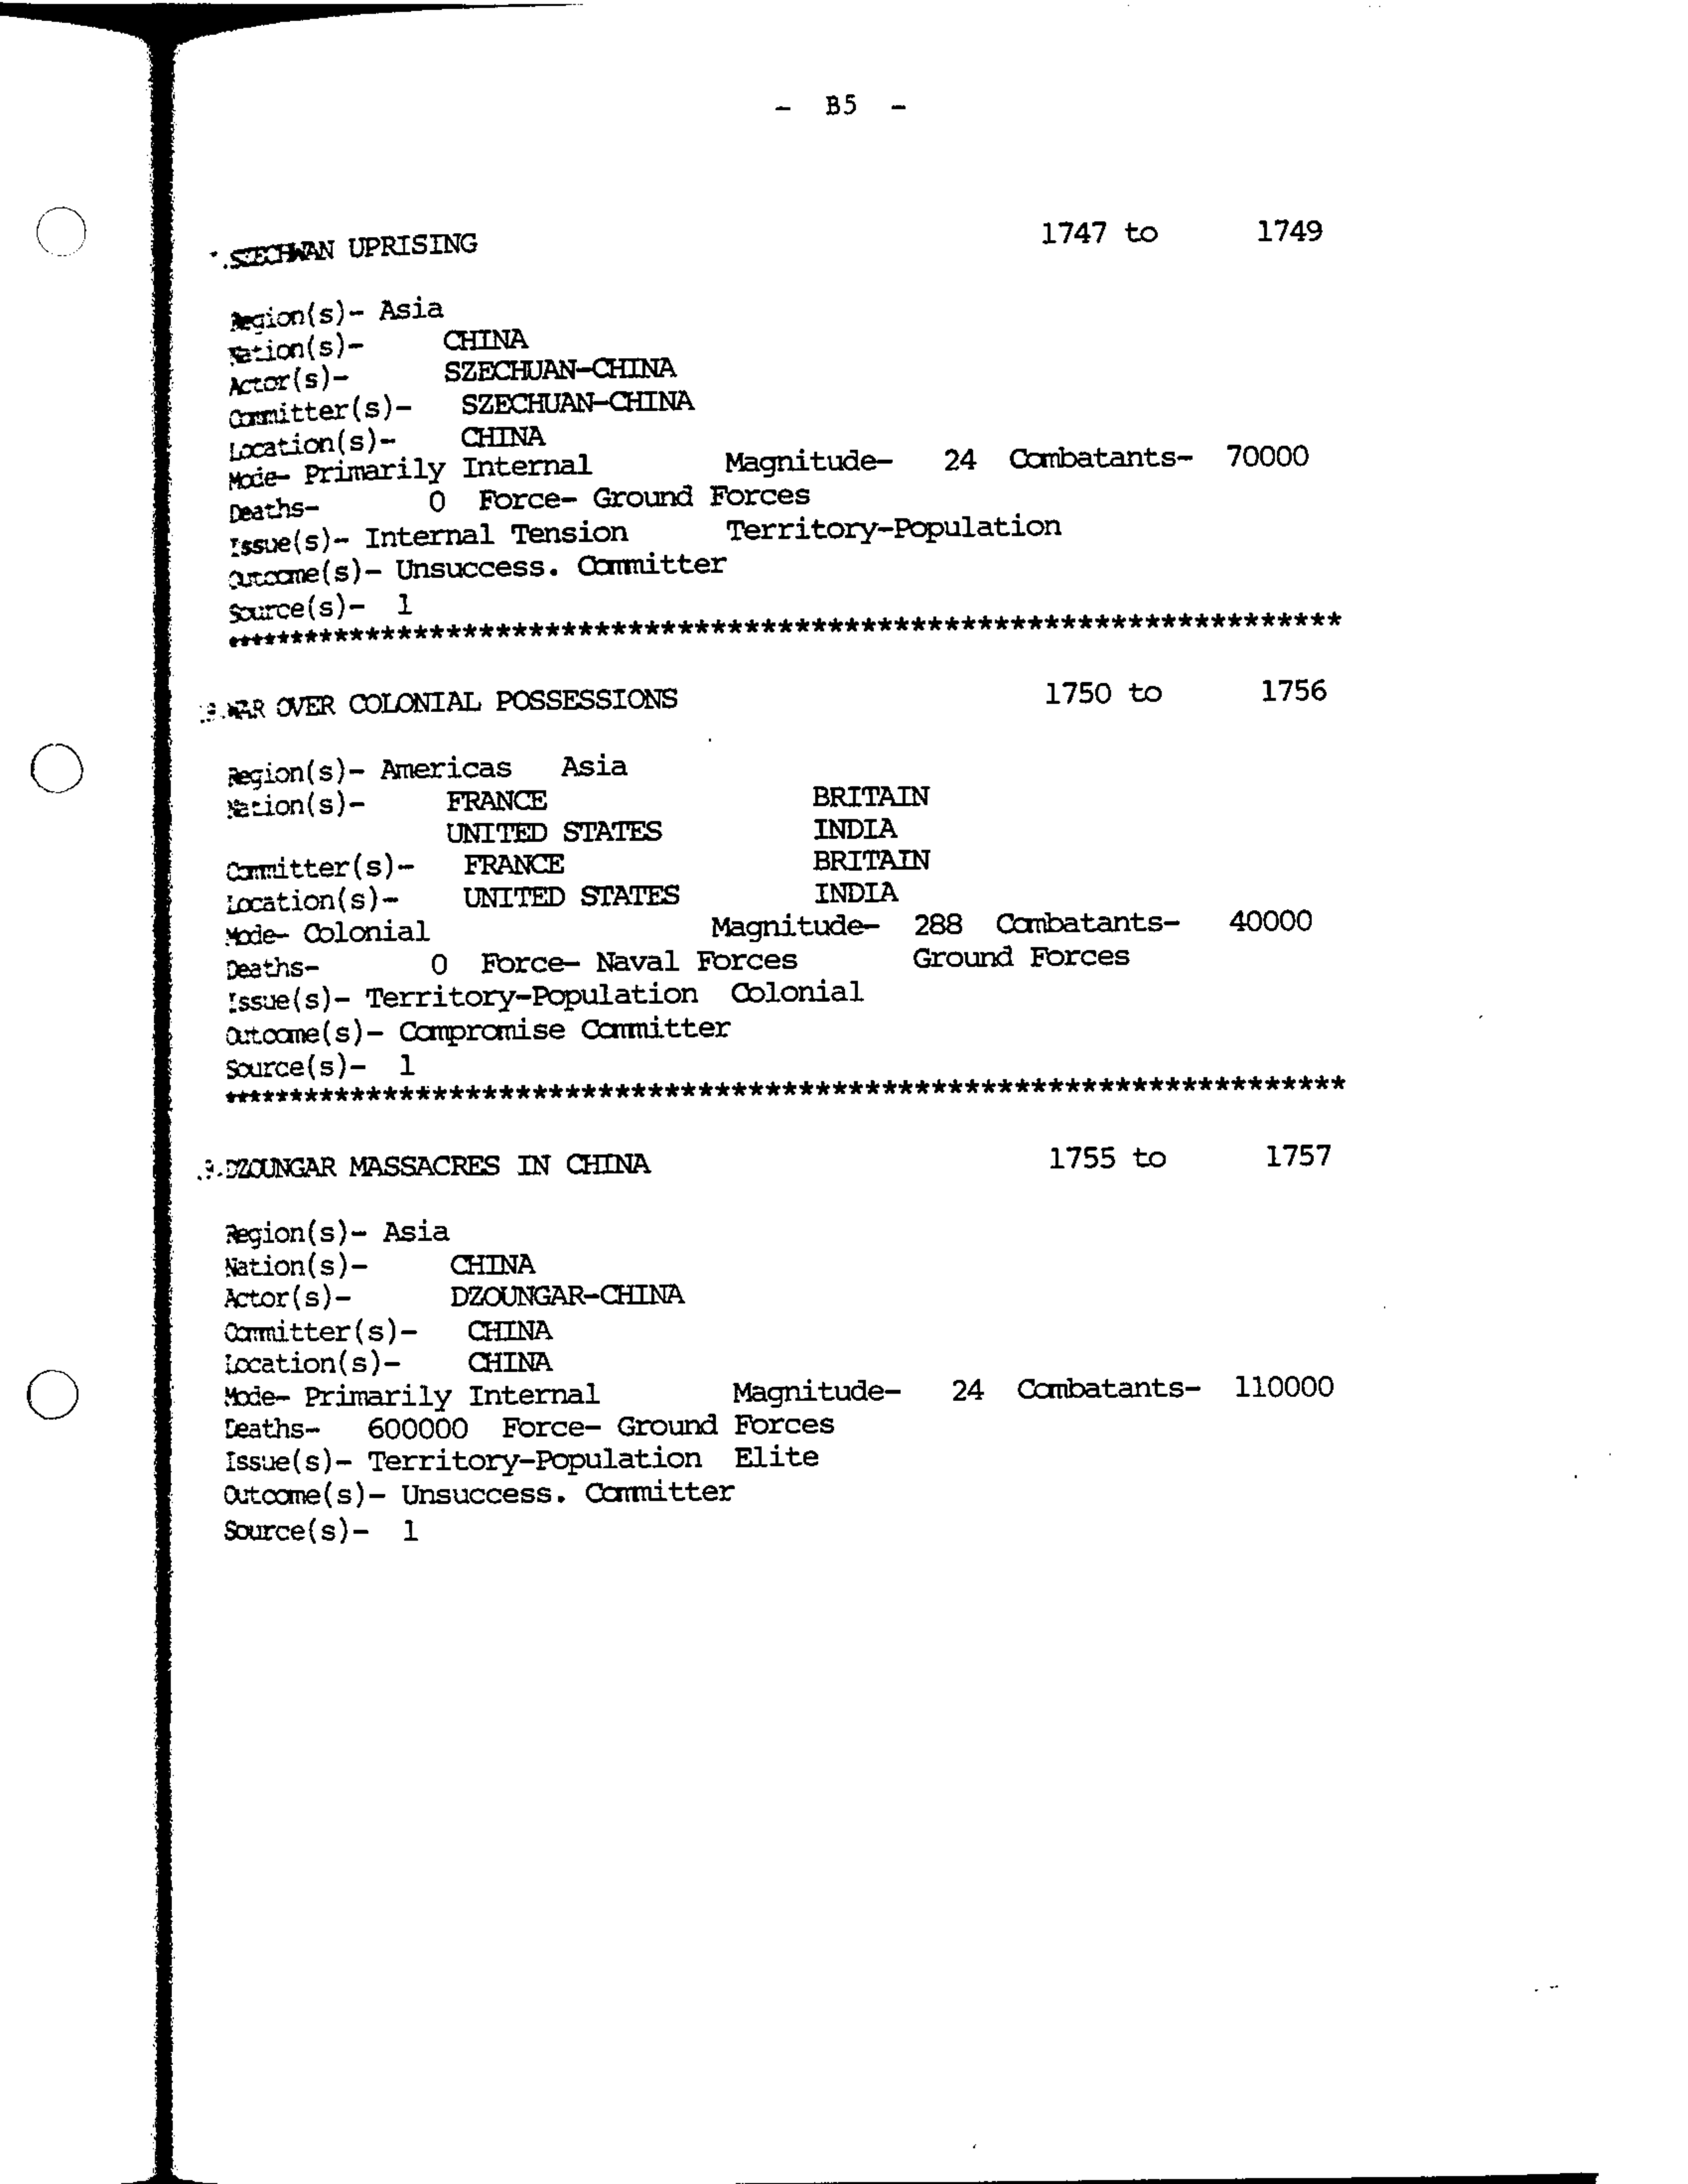 - B5 -
SZECHWAN UPRISING 1747 to 1749
Region(s)- Asia
Nation(s)- CHINA
Actor(s)- SZECHUAN-CHINA
Committer(s)- SZECHUAN-CHINA
Location(s)- CHINA
Mode- Primarily Internal Magnitude- 24 Combatants- 70000
Deaths- 0 Force- Ground Forces
Issue(s)- Internal Tension Territory-Population
Outcome(s)- Unsuccess. Committer
Source(s)- 1
*******************************************************************
WAR OVER COLONIAL POSSESSIONS 1750 to 1756
Region(s)- Americas Asia
Nation(s)- FRANCE BRITAIN
UNITED STATES INDIA
Committer(s)- FRANCE BRITAIN
Location(s)- UNITED STATES INDIA
Mode- Colonial Magnitude- 288 Combatants- 40000
Deaths- 0 Force- Naval Forces Ground Forces
Issue(s)- Territory-Population Colonial
Outcome(s)- Compromise Committer
Source(s)- 1
*******************************************************************
DZOUNGAR MASSACRES IN CHINA 1755 to 1757
Region(s)- Asia
Nation(s)- CHINA
Actor(s)- DZOUNGAR-CHINA
Committer(s)- CHINA
Location(s)- CHINA
Mode- Primarily Internal Magnitude- 24 Combatants- 110000
Deaths- 600000 Force- Ground Forces
Issue(s)- Territory-Population Elite
Outcome(s)- Unsuccess. Committer
Source(s)- 1